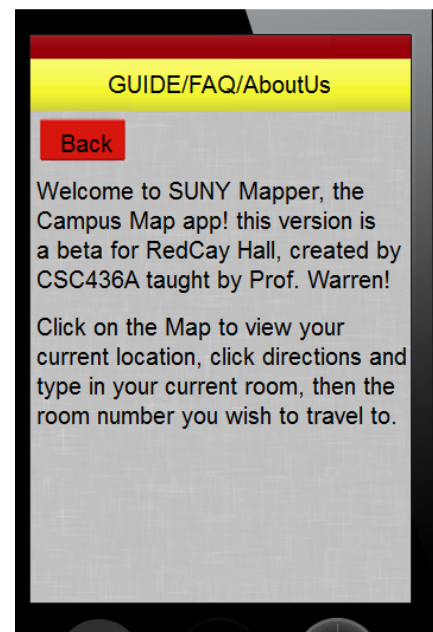 GUIDE/FAQ/AboutUs
Back
Welcome to SUNY Mapper, the
Campus Map app! this version is
a beta for RedCay Hall, created by
CSC436A taught by Prof. Warren!
Click on the Map to view your
current location, click directions and
type in your current room, then the
room number you wish to travel to.